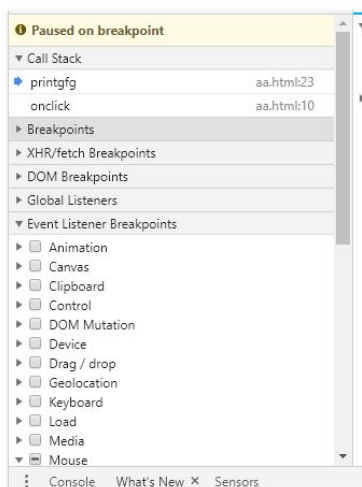 Paused on breakpoint
Call Stack
printgfg aa.html:23
onclick aa.html:10
Breakpoints
XHR/fetch Breakpoints
DOM Breakpoints
Global Listeners
Event Listener Breakpoints
Animation
Canvas
Clipboard
Control
DOM Mutation
Device
Drag / drop
Geolocation
Keyboard
Load
Media
Mouse
Console What's New × Sensors